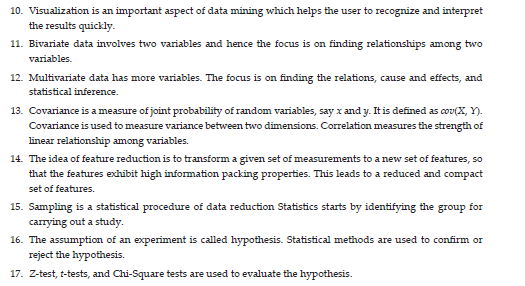 10. Visualization is an important aspect of data mining which helps the user to recognize and interpret
the results quickly.
11. Bivariate data involves two variables and hence the focus is on finding relationships among two
variables.
12. Multivariate data has more variables. The focus is on finding the relations, cause and effects, and
statistical inference.
13. Covariance is a measure of joint probability of random variables, say x and y. It is defined as cov(X, Y).
Covariance is used to measure variance between two dimensions. Correlation measures the strength of
linear relationship among variables.
14. The idea of feature reduction is to transform a given set of measurements to a new set of features, so
that the features exhibit high information packing properties. This leads to a reduced and compact
set of features.
15. Sampling is a statistical procedure of data reduction Statistics starts by identifying the group for
carrying out a study.
16. The assumption of an experiment is called hypothesis. Statistical methods are used to confirm or
reject the hypothesis.
17. Z-test, t-tests, and Chi-Square tests are used to evaluate the hypothesis.